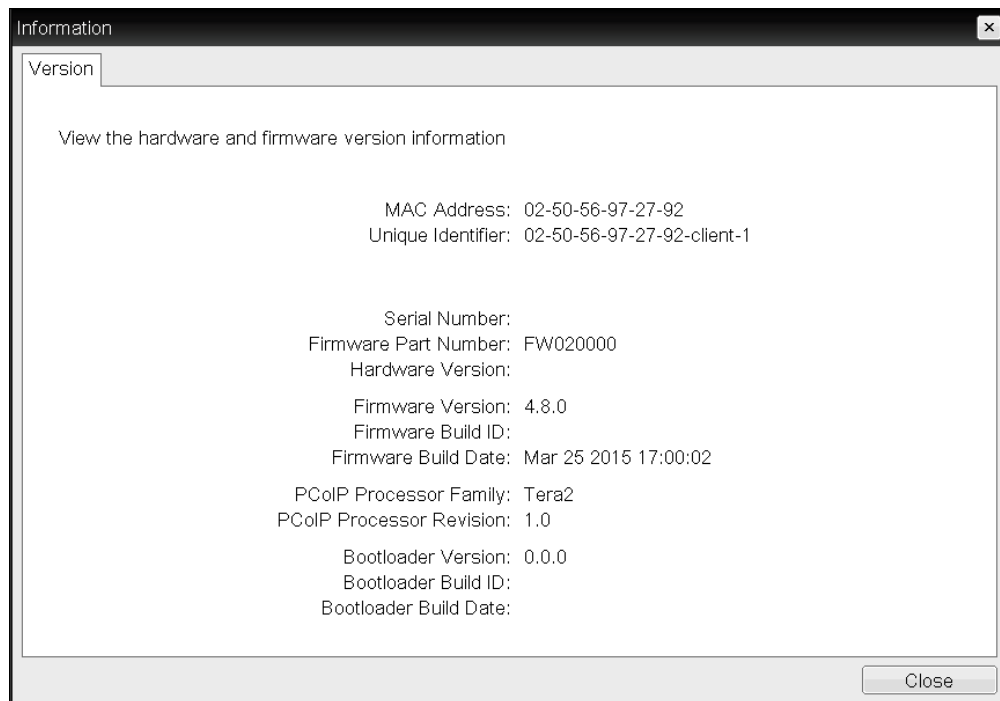 Information
Version
View the hardware and firmware version information
MAC Address: 02-50-56-97-27-92
Unique Identifier: 02-50-56-97-27-92-client-1
Serial Number:
Firmware Part Number: FW020000
Hardware Version:
Firmware Version: 4.8.0
Firmware Build ID:
Firmware Build Date: Mar 25 2015 17:00:02
PCoIP Processor Family: Tera2
PCoIP Processor Revision: 1.0
Bootloader Version: 0.0.0
Bootloader Build ID:
Bootloader Build Date:
Close